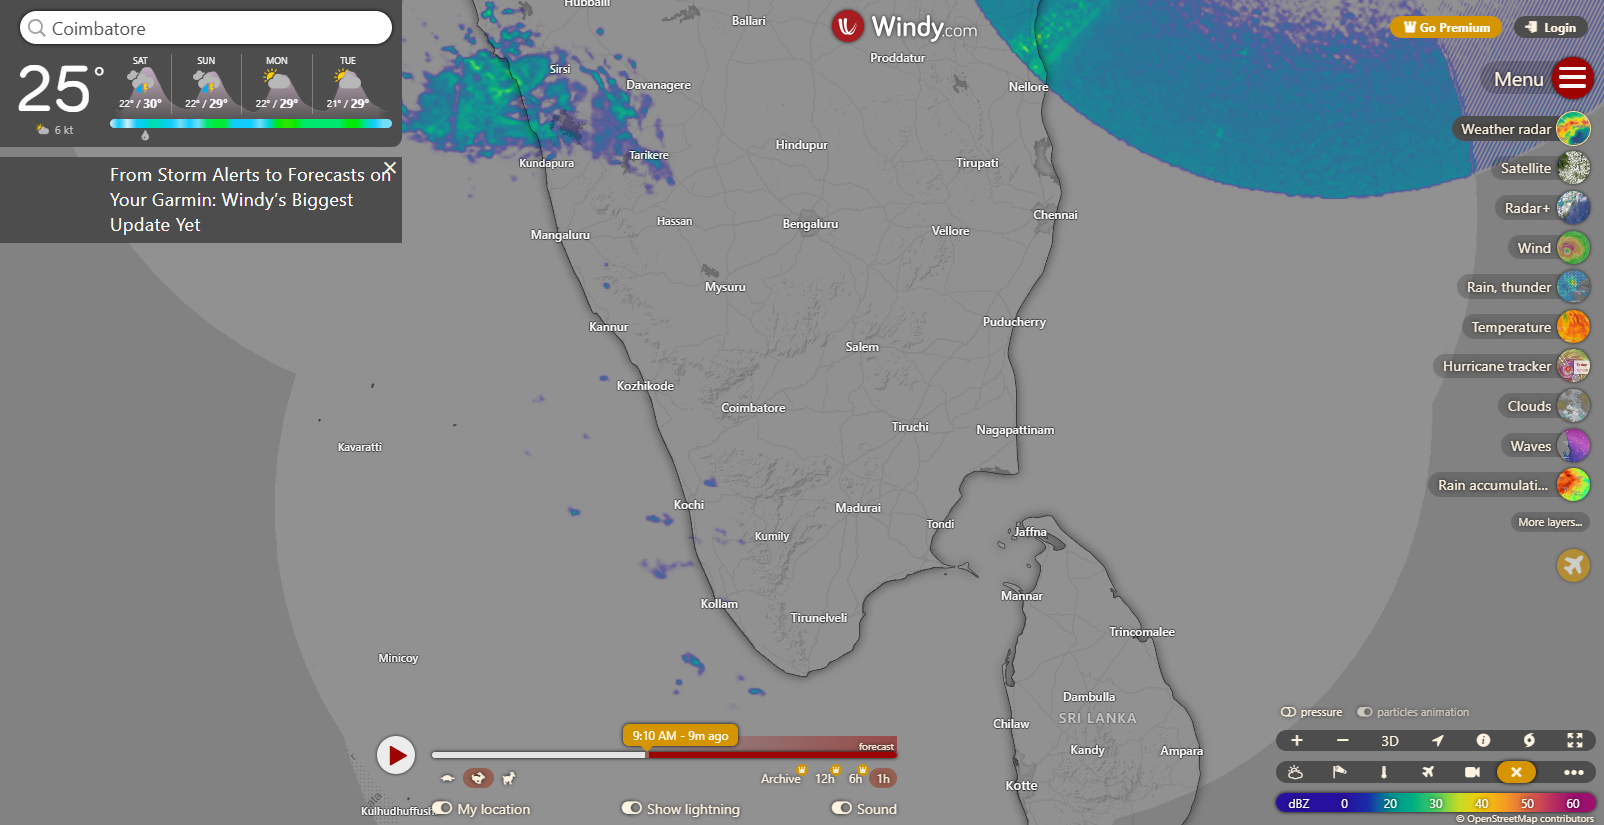 Coimbatore
25°
6 kt
SAT
22° / 30°
SUN
22° / 29°
MON
22° / 29°
TUE
21° / 29°
From Storm Alerts to Forecasts on
Your Garmin: Windy's Biggest
Update Yet
Windy.com
Go Premium
Login
Menu
Weather radar
Satellite
Radar+
Wind
Rain, thunder
Temperature
Hurricane tracker
Clouds
Waves
Rain accumulati...
More layers...
Hubballi
Ballari
Proddatur
Sirsi
Davanagere
Nellore
Hindupur
Kundapura
Tarikere
Tirupati
Hassan
Bengaluru
Chennai
Mangaluru
Vellore
Mysuru
Kannur
Puducherry
Salem
Kozhikode
Coimbatore
Tiruchi
Nagapattinam
Kavaratti
Kochi
Madurai
Tondi
Kumily
Jaffna
Kollam
Mannar
Tirunelveli
Trincomalee
Minicoy
Dambulla
SRI LANKA
Chilaw
Kandy
Ampara
Kotte
Kulhudhuffush
9:10 AM - 9m ago
forecast
Archive
12h
6h
1h
My location
Show lightning
Sound
pressure
particles animation
3D
dBZ 0 20 30 40 50 60
© OpenStreetMap contributors